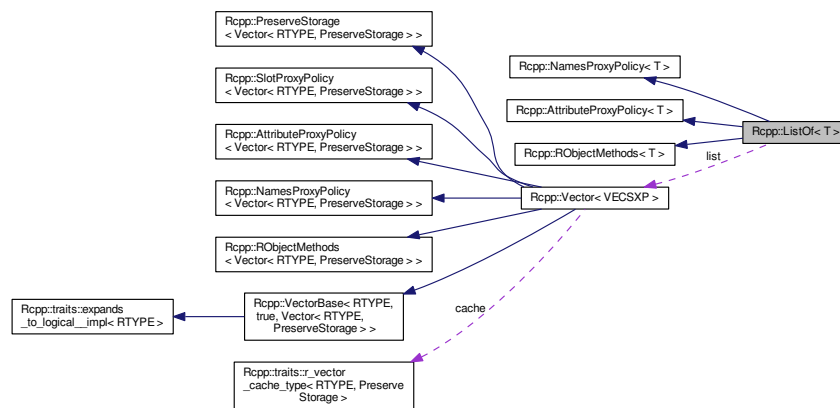 Rcpp::PreserveStorage
< Vector< RTYPE, PreserveStorage > >
Rcpp::SlotProxyPolicy
< Vector< RTYPE, PreserveStorage > >
Rcpp::AttributeProxyPolicy
< Vector< RTYPE, PreserveStorage > >
Rcpp::NamesProxyPolicy
< Vector< RTYPE, PreserveStorage > >
Rcpp::RObjectMethods
< Vector< RTYPE, PreserveStorage > >
Rcpp::traits::expands
_to_logical__impl< RTYPE >
Rcpp::VectorBase< RTYPE,
true, Vector< RTYPE,
PreserveStorage > >
Rcpp::traits::r_vector
_cache_type< RTYPE, Preserve
Storage >
cache
Rcpp::NamesProxyPolicy< T >
Rcpp::AttributeProxyPolicy< T >
Rcpp::RObjectMethods< T >
Rcpp::Vector< VECSXP >
list
Rcpp::ListOf< T >